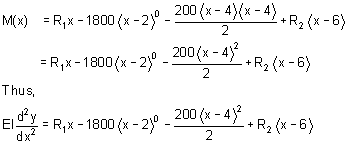 M(x) = R₁x − 1800⟨x − 2⟩⁰ − 200⟨x − 4⟩⟨x − 4⟩/2 + R₂⟨x − 6⟩
= R₁x − 1800⟨x − 2⟩⁰ − 200⟨x − 4⟩²/2 + R₂⟨x − 6⟩
Thus,
EI d²y/dx² = R₁x − 1800⟨x − 2⟩⁰ − 200⟨x − 4⟩²/2 + R₂⟨x − 6⟩